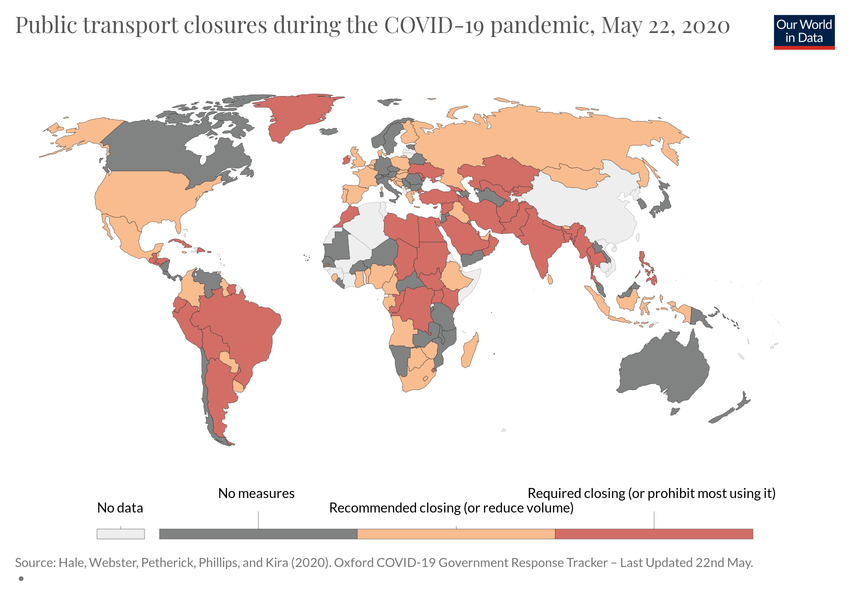 Public transport closures during the COVID-19 pandemic, May 22, 2020
Our World
in Data
Required closing (or prohibit most using it)
No measures
No data
Recommended closing (or reduce volume)
Source: Hale, Webster, Petherick, Phillips, and Kira (2020). Oxford COVID-19 Government Response Tracker – Last Updated 22nd May.
•